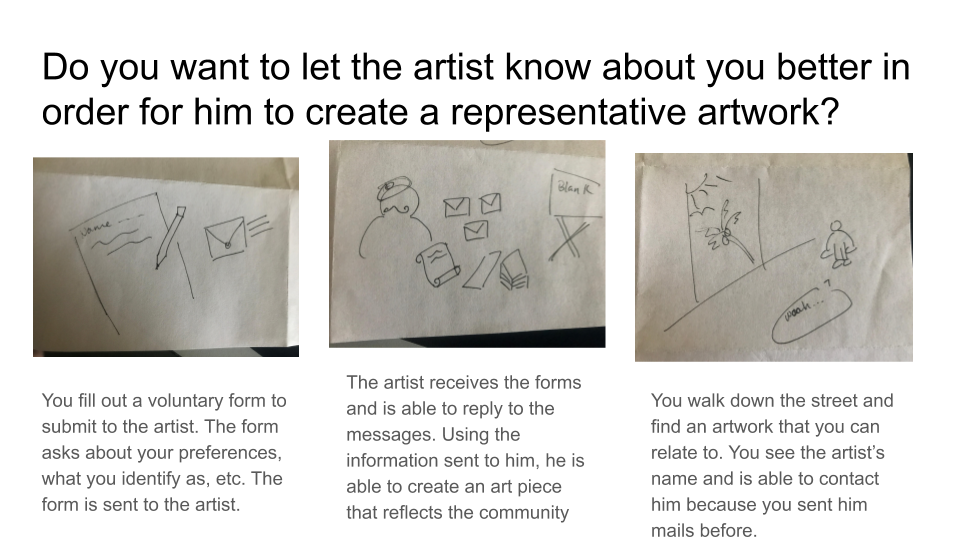 Do you want to let the artist know about you better in
order for him to create a representative artwork?
Name
Blank
woah...
You fill out a voluntary form to
submit to the artist. The form
asks about your preferences,
what you identify as, etc. The
form is sent to the artist.
The artist receives the forms
and is able to reply to the
messages. Using the
information sent to him, he is
able to create an art piece
that reflects the community
You walk down the street and
find an artwork that you can
relate to. You see the artist’s
name and is able to contact
him because you sent him
mails before.